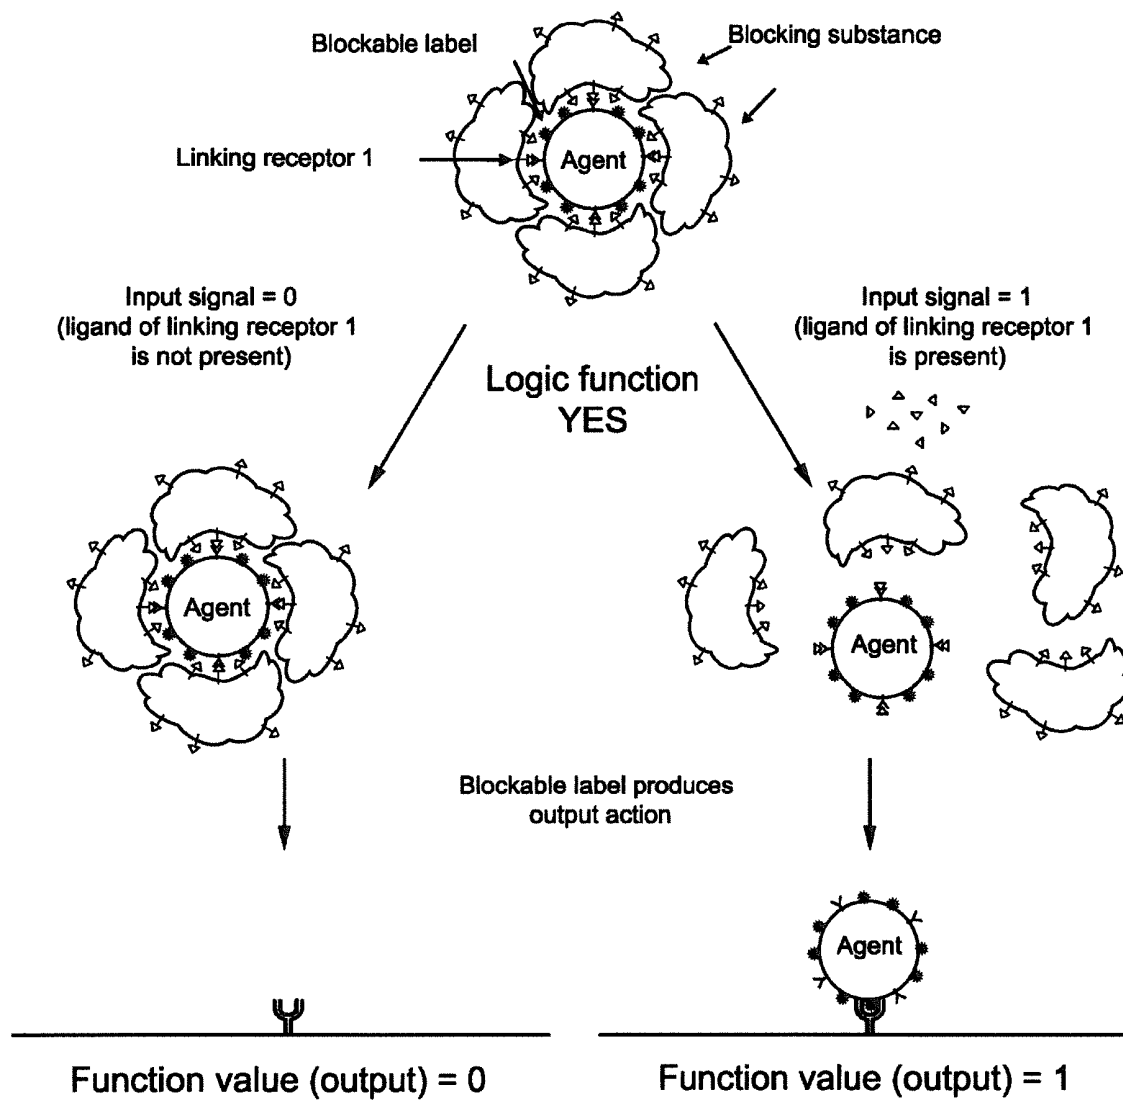 Blockable label
Blocking substance
Linking receptor 1
Agent
Input signal = 0
(ligand of linking receptor 1
is not present)
Input signal = 1
(ligand of linking receptor 1
is present)
Logic function
YES
Agent
Agent
Blockable label produces
output action
Agent
Function value (output) = 0
Function value (output) = 1